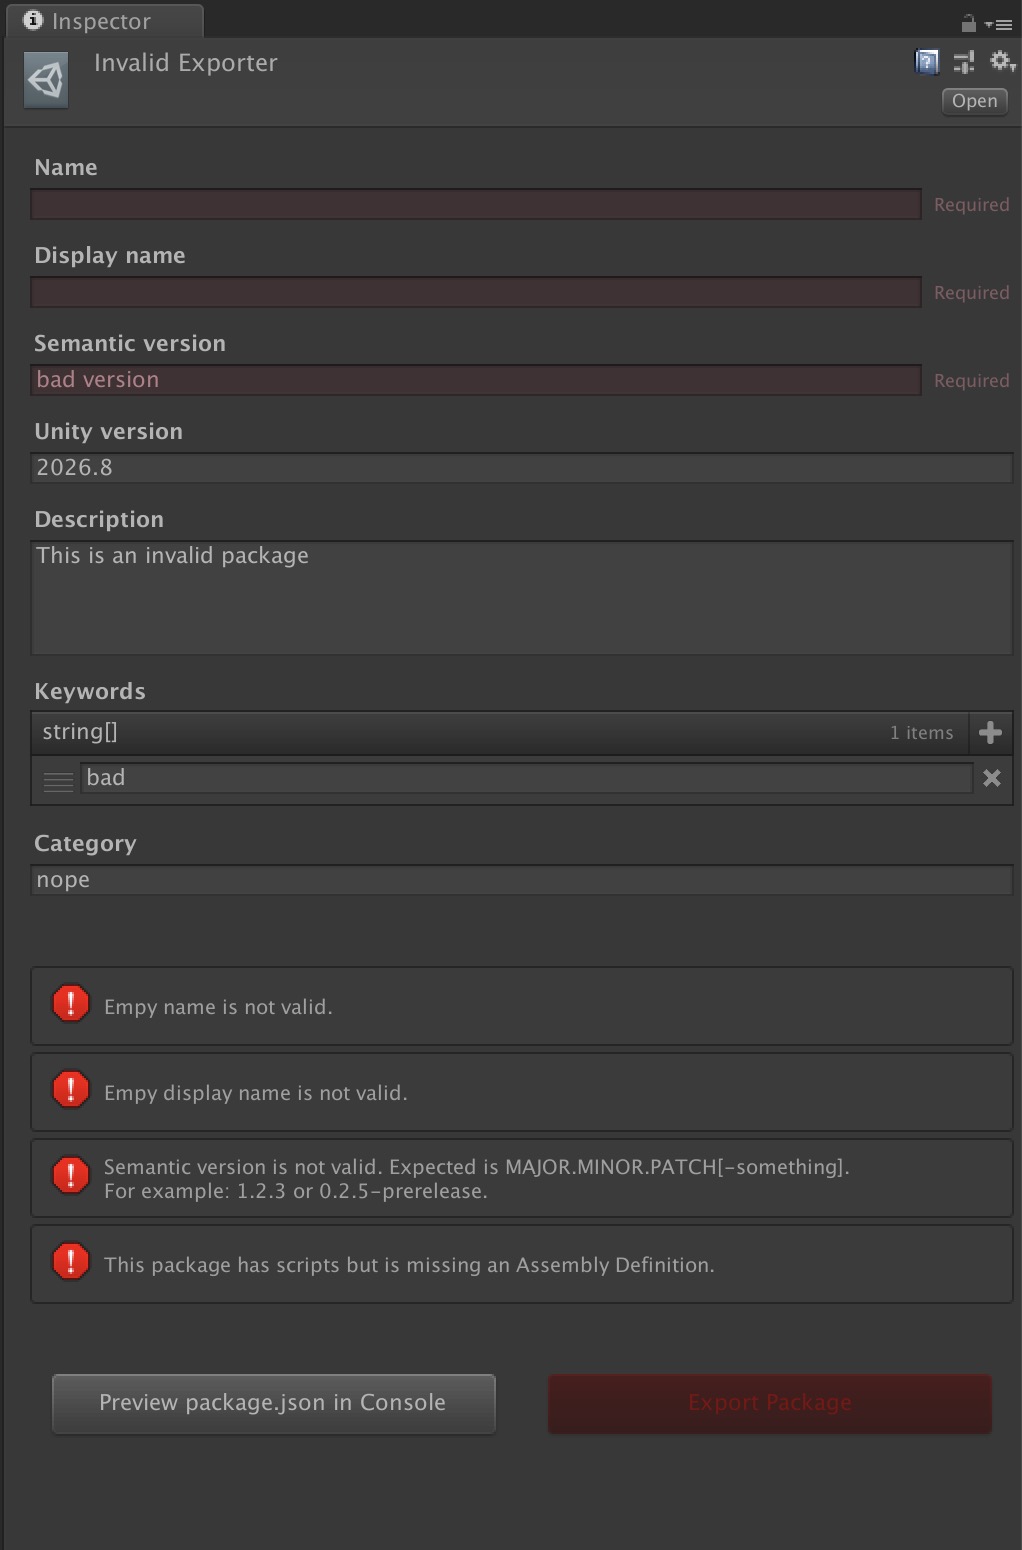 Inspector
Invalid Exporter
Open
Name
Required
Display name
Required
Semantic version
bad version
Required
Unity version
2026.8
Description
This is an invalid package
Keywords
string[]
1 items
bad
Category
nope
Empy name is not valid.
Empy display name is not valid.
Semantic version is not valid. Expected is MAJOR.MINOR.PATCH[-something].
For example: 1.2.3 or 0.2.5-prerelease.
This package has scripts but is missing an Assembly Definition.
Preview package.json in Console
Export Package